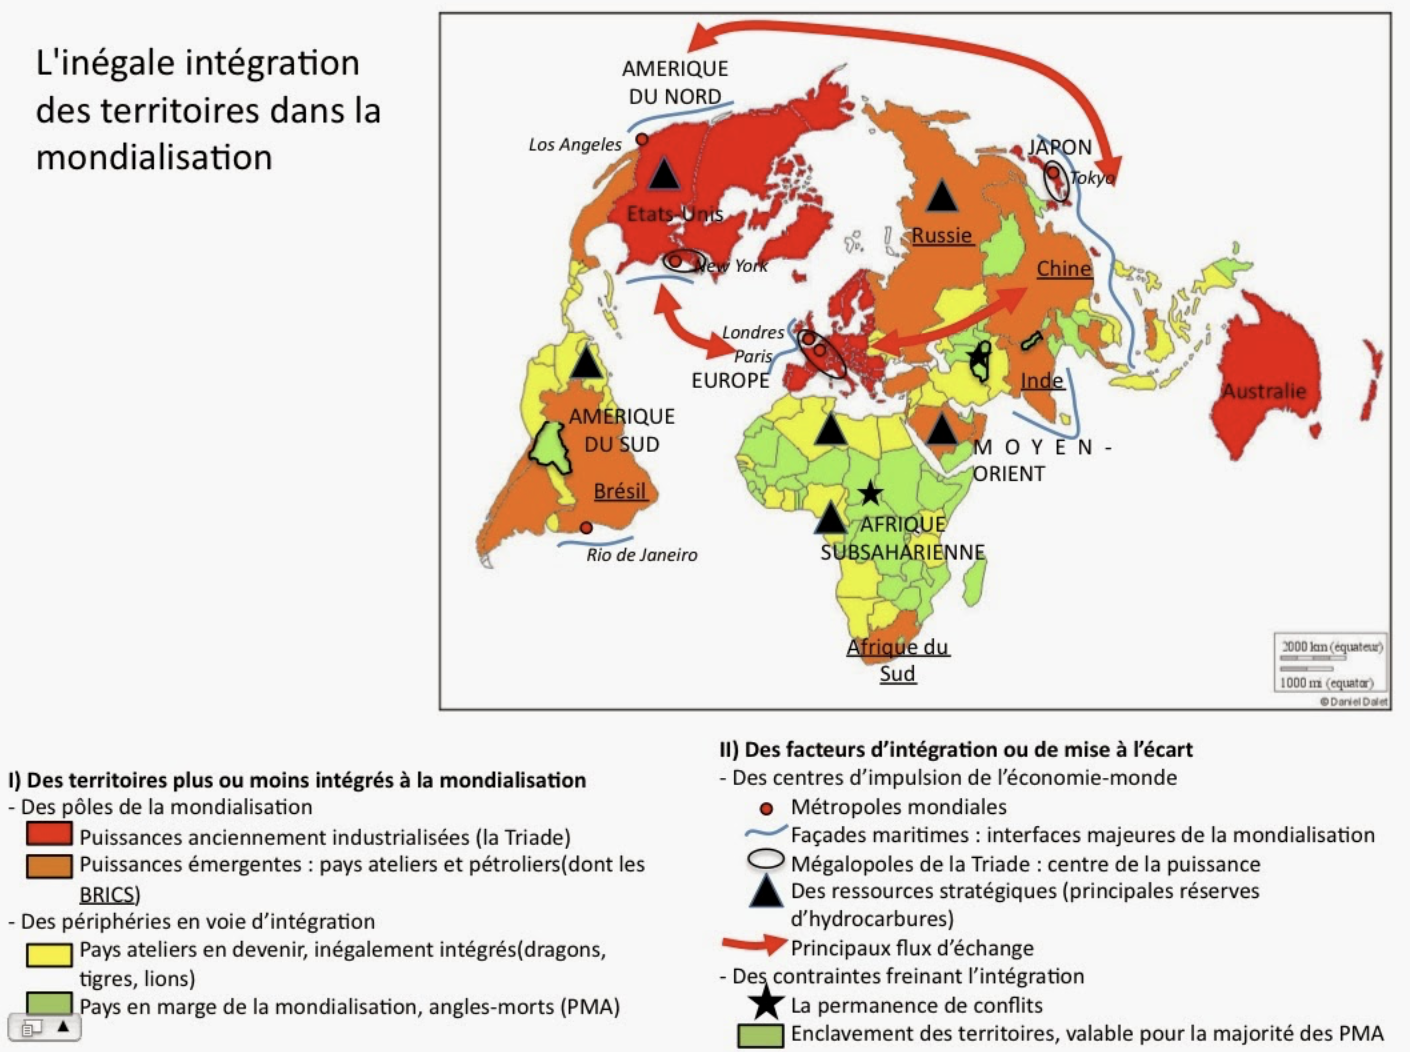 L'inégale intégration
des territoires dans la
mondialisation
AMERIQUE
DU NORD
Los Angeles
Etats-Unis
New York
JAPON
Tokyo
Russie
Chine
Londres
Paris
EUROPE
Inde
Australie
AMERIQUE
DU SUD
Brésil
Rio de Janeiro
M O Y E N -
ORIENT
AFRIQUE
SUBSAHARIENNE
Afrique du
Sud
2000 km (équateur)
1000 mi (equator)
© Daniel Dalet
I) Des territoires plus ou moins intégrés à la mondialisation
- Des pôles de la mondialisation
Puissances anciennement industrialisées (la Triade)
Puissances émergentes : pays ateliers et pétroliers(dont les
BRICS)
- Des périphéries en voie d'intégration
Pays ateliers en devenir, inégalement intégrés(dragons,
tigres, lions)
Pays en marge de la mondialisation, angles-morts (PMA)
II) Des facteurs d'intégration ou de mise à l'écart
- Des centres d'impulsion de l'économie-monde
Métropoles mondiales
Façades maritimes : interfaces majeures de la mondialisation
Mégalopoles de la Triade : centre de la puissance
Des ressources stratégiques (principales réserves
d'hydrocarbures)
Principaux flux d'échange
- Des contraintes freinant l'intégration
La permanence de conflits
Enclavement des territoires, valable pour la majorité des PMA